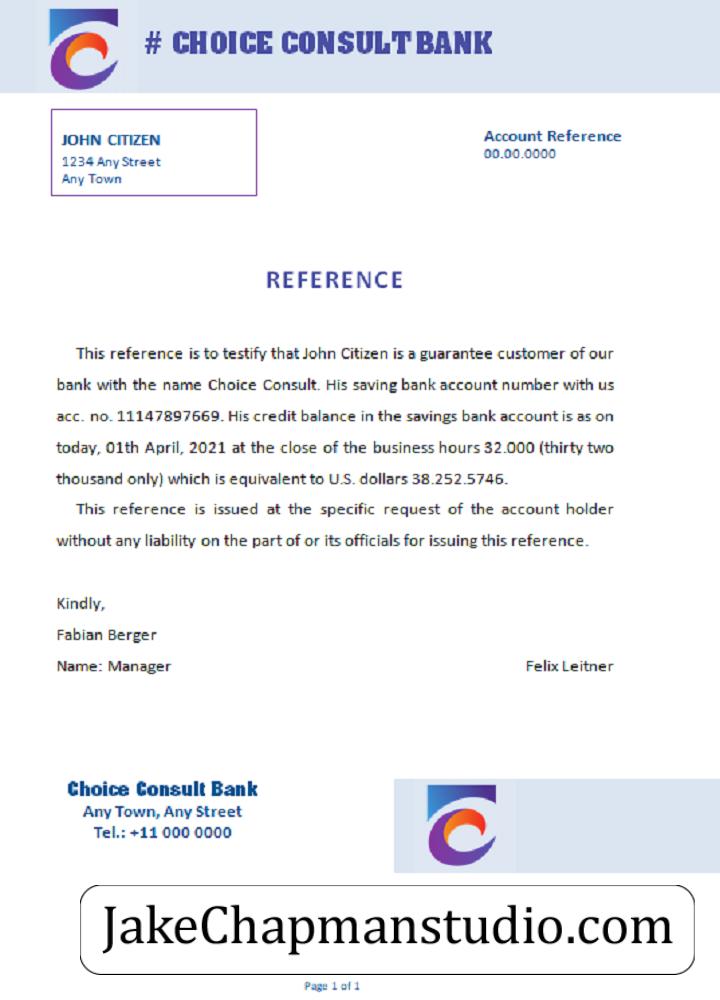 # CHOICE CONSULT BANK
JOHN CITIZEN
1234 Any Street
Any Town
Account Reference
00.00.0000
REFERENCE
This reference is to testify that John Citizen is a guarantee customer of our
bank with the name Choice Consult. His saving bank account number with us
acc. no. 11147897669. His credit balance in the savings bank account is as on
today, 01th April, 2021 at the close of the business hours 32.000 (thirty two
thousand only) which is equivalent to U.S. dollars 38.252.5746.
This reference is issued at the specific request of the account holder
without any liability on the part of or its officials for issuing this reference.
Kindly,
Fabian Berger
Name: Manager
Felix Leitner
Choice Consult Bank
Any Town, Any Street
Tel.: +11 000 0000
JakeChapmanstudio.com
Page 1 of 1